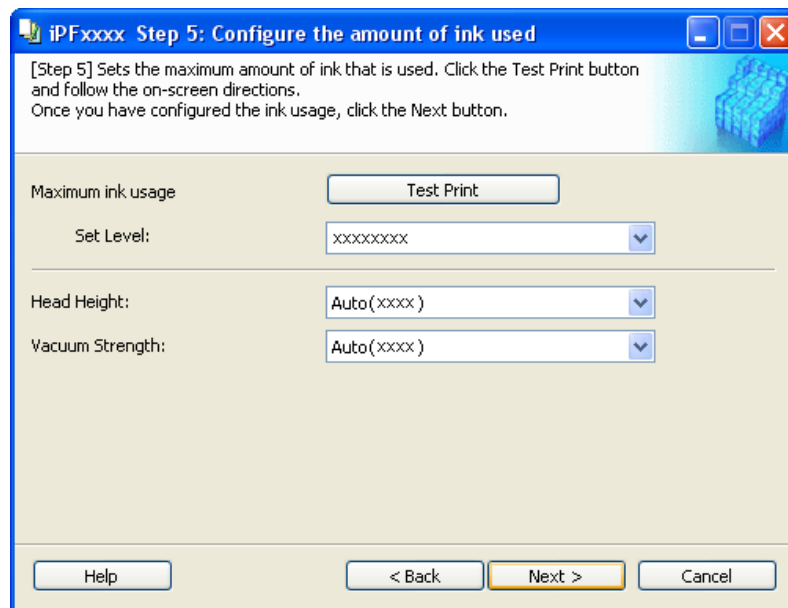 iPFxxxx Step 5: Configure the amount of ink used
[Step 5] Sets the maximum amount of ink that is used. Click the Test Print button
and follow the on-screen directions.
Once you have configured the ink usage, click the Next button.
Maximum ink usage
Test Print
Set Level:
xxxxxxxx
Head Height:
Auto(xxxx)
Vacuum Strength:
Auto(xxxx)
Help
< Back
Next >
Cancel